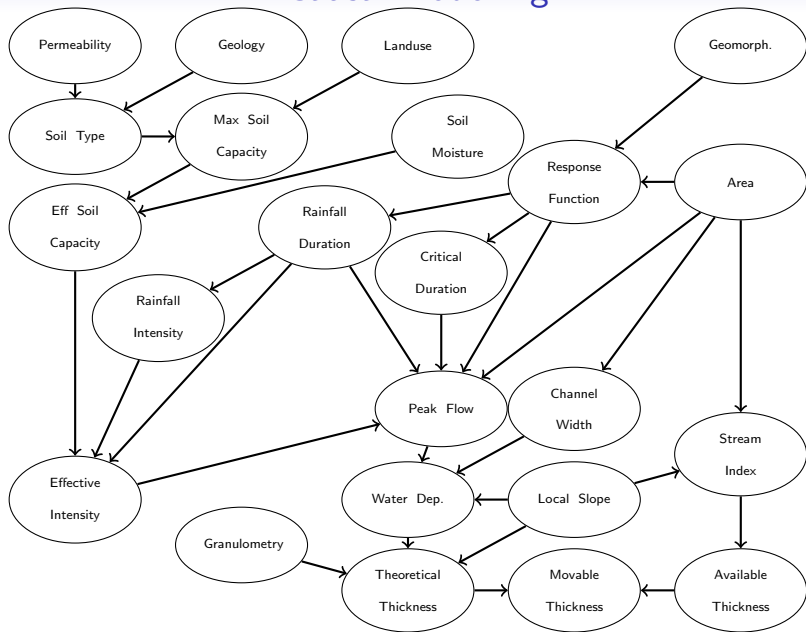 Permeability
Geology
Landuse
Geomorph.
Soil Type
Max Soil
Capacity
Soil
Moisture
Response
Function
Area
Eff Soil
Capacity
Rainfall
Duration
Critical
Duration
Rainfall
Intensity
Peak Flow
Channel
Width
Stream
Index
Effective
Intensity
Water Dep.
Local Slope
Granulometry
Theoretical
Thickness
Movable
Thickness
Available
Thickness